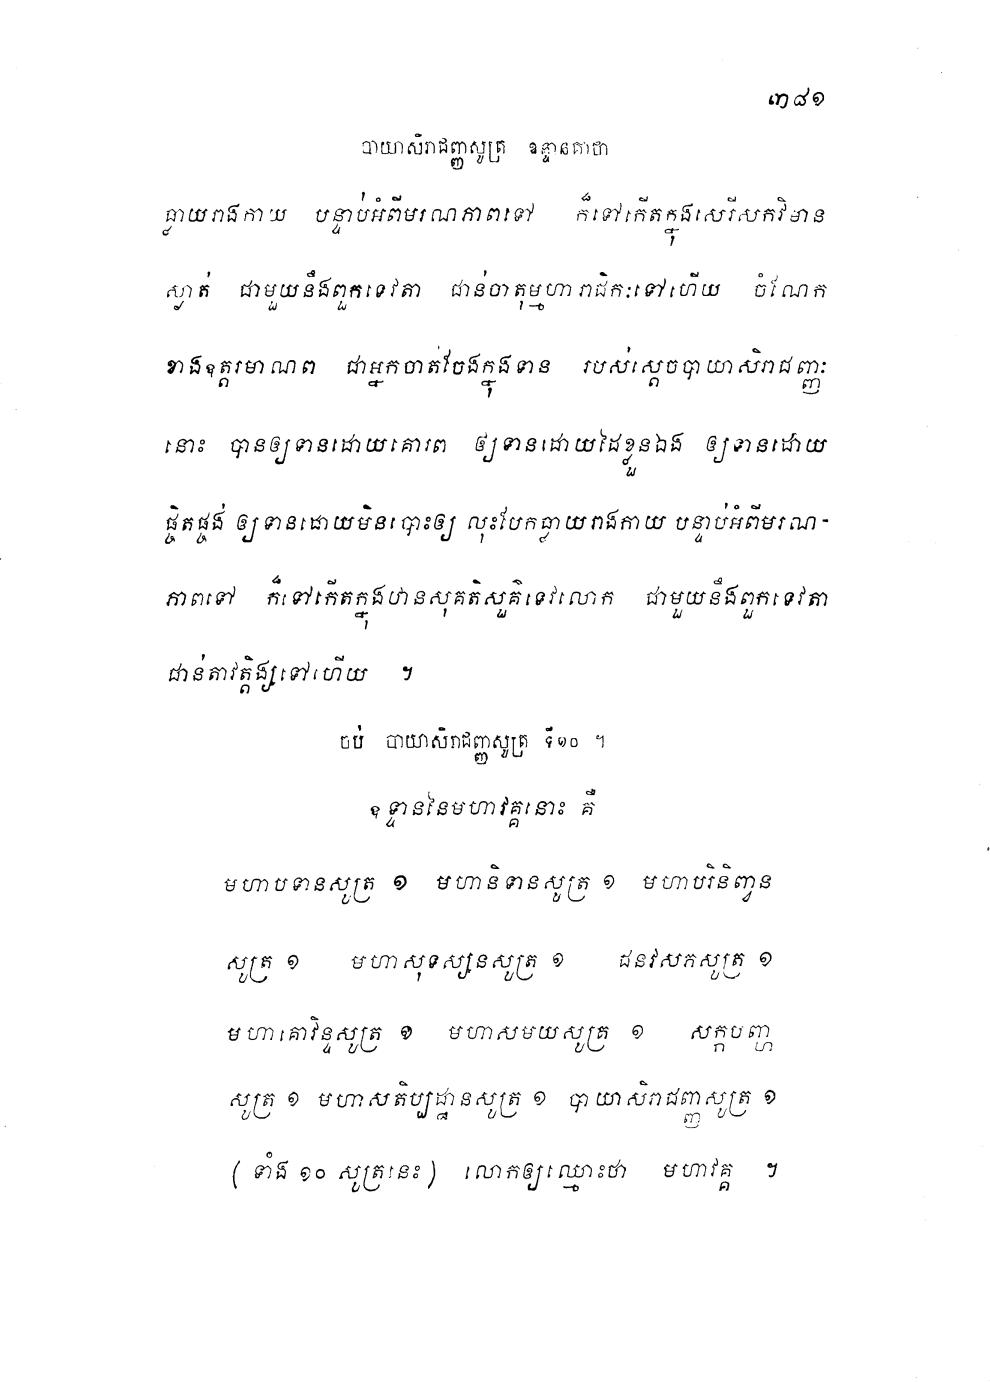 ៣៨១
បាយាសិរាជញ្ញសូត្រ ឧទ្ទានគាថា
ធ្លាយរាងកាយ បន្ទាប់អំពីមរណភាពទៅ ក៏ទៅកើតក្នុងសេរីសកវិមាន
ស្ងាត់ ជាមួយនឹងពួកទេវតា ជាន់ចាតុម្មហារាជិកៈទៅហើយ ចំណែក
ខាងឧត្តរមាណព ជាអ្នកចាត់ចែងក្នុងទាន របស់ស្តេចបាយាសិរាជញ្ញៈ
នោះ បានឲ្យទានដោយគោរព ឲ្យទានដោយដៃខ្លួនឯង ឲ្យទានដោយ
ផ្ចិតផ្ចង់ ឲ្យទានដោយមិនបោះឲ្យ លុះបែកធ្លាយរាងកាយ បន្ទាប់អំពីមរណ-
ភាពទៅ ក៏ទៅកើតក្នុងឋានសុគតិសួគ៌ទេវលោក ជាមួយនឹងពួកទេវតា
ជាន់តាវត្តិង្សទៅហើយ ។
ចប់ បាយាសិរាជញ្ញសូត្រ ទី១០ ។
ឧទ្ទាននៃមហាវគ្គនោះ គឺ
មហាបទានសូត្រ ១ មហានិទានសូត្រ ១ មហាបរិនិញ្វន
សូត្រ ១ មហាសុទស្សនសូត្រ ១ ជនវសភសូត្រ ១
មហាគោវិន្ទសូត្រ ១ មហាសមយសូត្រ ១ សក្កបញ្ហ
សូត្រ ១ មហាសតិប្បដ្ឋានសូត្រ ១ បាយាសិរាជញ្ញសូត្រ ១
( ទាំង ១០ សូត្រនេះ ) លោកឲ្យឈ្មោះថា មហាវគ្គ ។